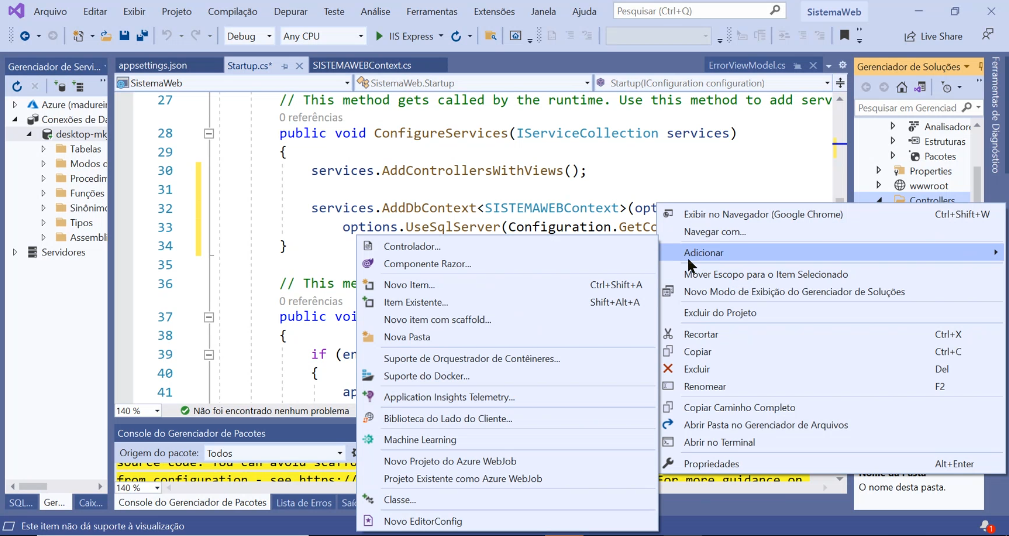 Arquivo Editar Exibir Projeto Compilação Depurar Teste Análise Ferramentas Extensões Janela Ajuda Pesquisar (Ctrl+Q) SistemaWeb
Debug Any CPU IIS Express Live Share
Gerenciador de Servi...
appsettings.json Startup.cs* SISTEMAWEBContext.cs ErrorViewModel.cs
Gerenciador de Soluções
Ferramentas de Diagnóstico
SistemaWeb SistemaWeb.Startup Startup(IConfiguration configuration)
Pesquisar em Gerenciad
Azure (madurei
Conexões de Da
desktop-mk
Tabelas
Modos c
Procedim
Funções
Sinônimo
Tipos
Assembl
Servidores
SQL... Ger... Caix...
27 // This method gets called by the runtime. Use this method to add serv
0 referências
28 public void ConfigureServices(IServiceCollection services)
29 {
30 services.AddControllersWithViews();
31
32 services.AddDbContext<SISTEMAWEBContext>(opt
33 options.UseSqlServer(Configuration.GetCo
34 }
35
36 // This me
0 referências
37 public voi
38 {
39 if (en
40 {
41 ap
140 % Não foi encontrado nenhum problema
Analisadore
Estruturas
Pacotes
Properties
wwwroot
Controllers
Controlador...
Componente Razor...
Novo Item... Ctrl+Shift+A
Item Existente... Shift+Alt+A
Novo item com scaffold...
Nova Pasta
Suporte de Orquestrador de Contêineres...
Suporte do Docker...
Application Insights Telemetry...
Biblioteca do Lado do Cliente...
Machine Learning
Novo Projeto do Azure WebJob
Projeto Existente como Azure WebJob
Classe...
Novo EditorConfig
Exibir no Navegador (Google Chrome) Ctrl+Shift+W
Navegar com...
Adicionar
Mover Escopo para o Item Selecionado
Novo Modo de Exibição do Gerenciador de Soluções
Excluir do Projeto
Recortar Ctrl+X
Copiar Ctrl+C
Excluir Del
Renomear F2
Copiar Caminho Completo
Abrir Pasta no Gerenciador de Arquivos
Abrir no Terminal
Propriedades Alt+Enter
Nome da Pasta
O nome desta pasta.
Console do Gerenciador de Pacotes
Origem do pacote: Todos
source code. You can avoid scaffo
from configuration - see https:/ For more guidance on
140 %
Console do Gerenciador de Pacotes Lista de Erros Saí
Este item não dá suporte à visualização
1